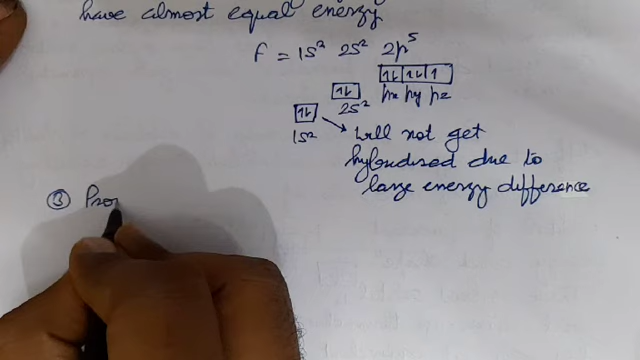 have almost equal energy
F = 1S² 2S² 2p⁵
1⇂ 1⇂ 1
1⇂ px py pz
1⇂ 2S²
1S² → Will not get
hybridised due to
large energy difference
③ Pro